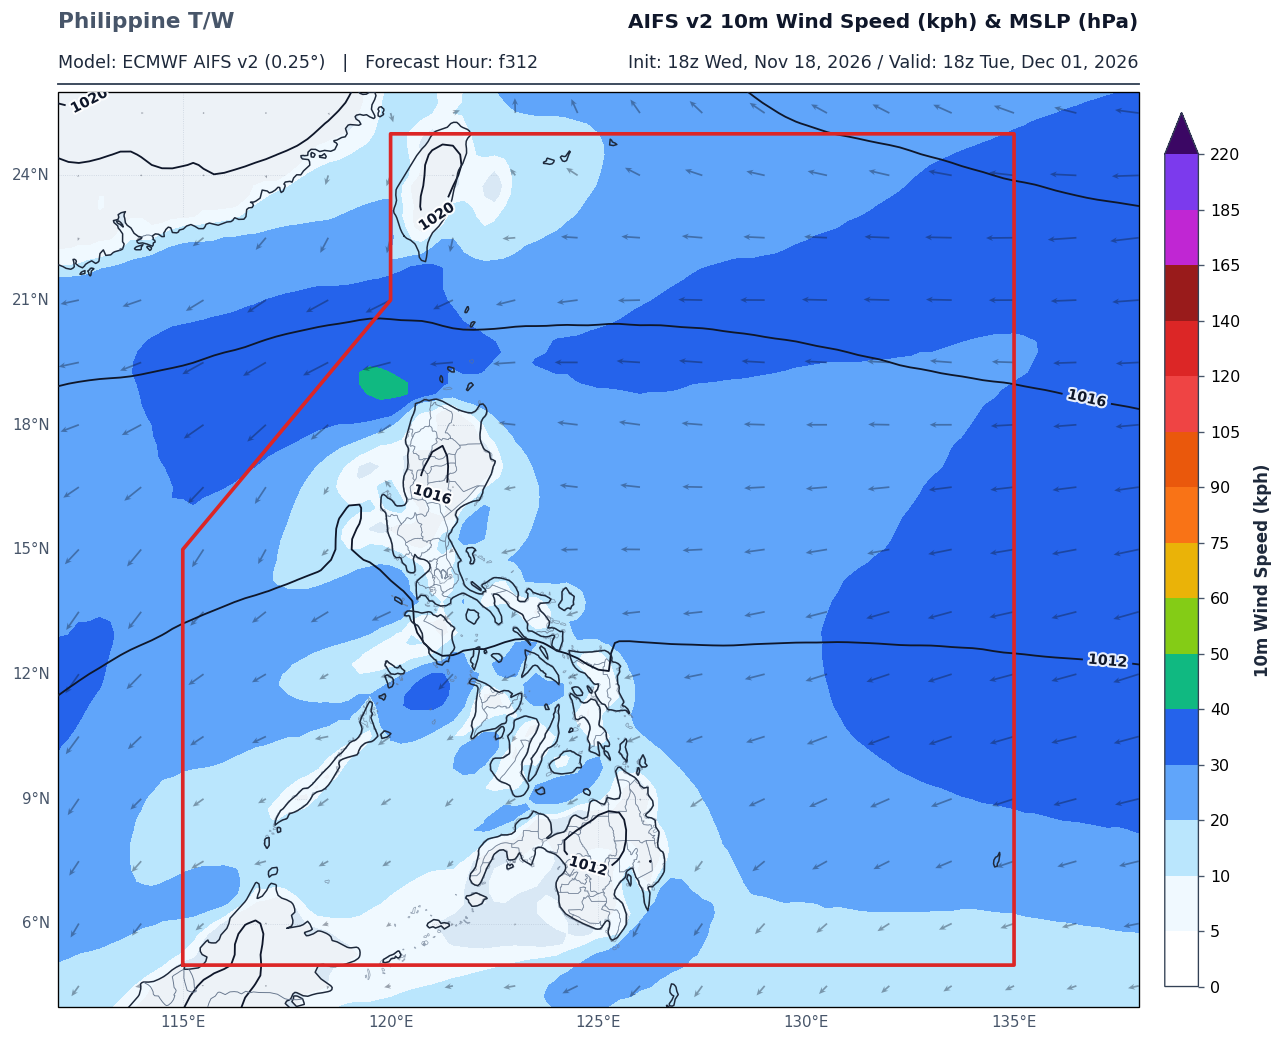 Philippine T/W
AIFS v2 10m Wind Speed (kph) & MSLP (hPa)
Model: ECMWF AIFS v2 (0.25°) | Forecast Hour: f312
Init: 18z Wed, Nov 18, 2026 / Valid: 18z Tue, Dec 01, 2026
1020
1020
1016
1016
1012
1012
24°N
21°N
18°N
15°N
12°N
9°N
6°N
115°E
120°E
125°E
130°E
135°E
220
185
165
140
120
105
90
75
60
50
40
30
20
10
5
0
10m Wind Speed (kph)